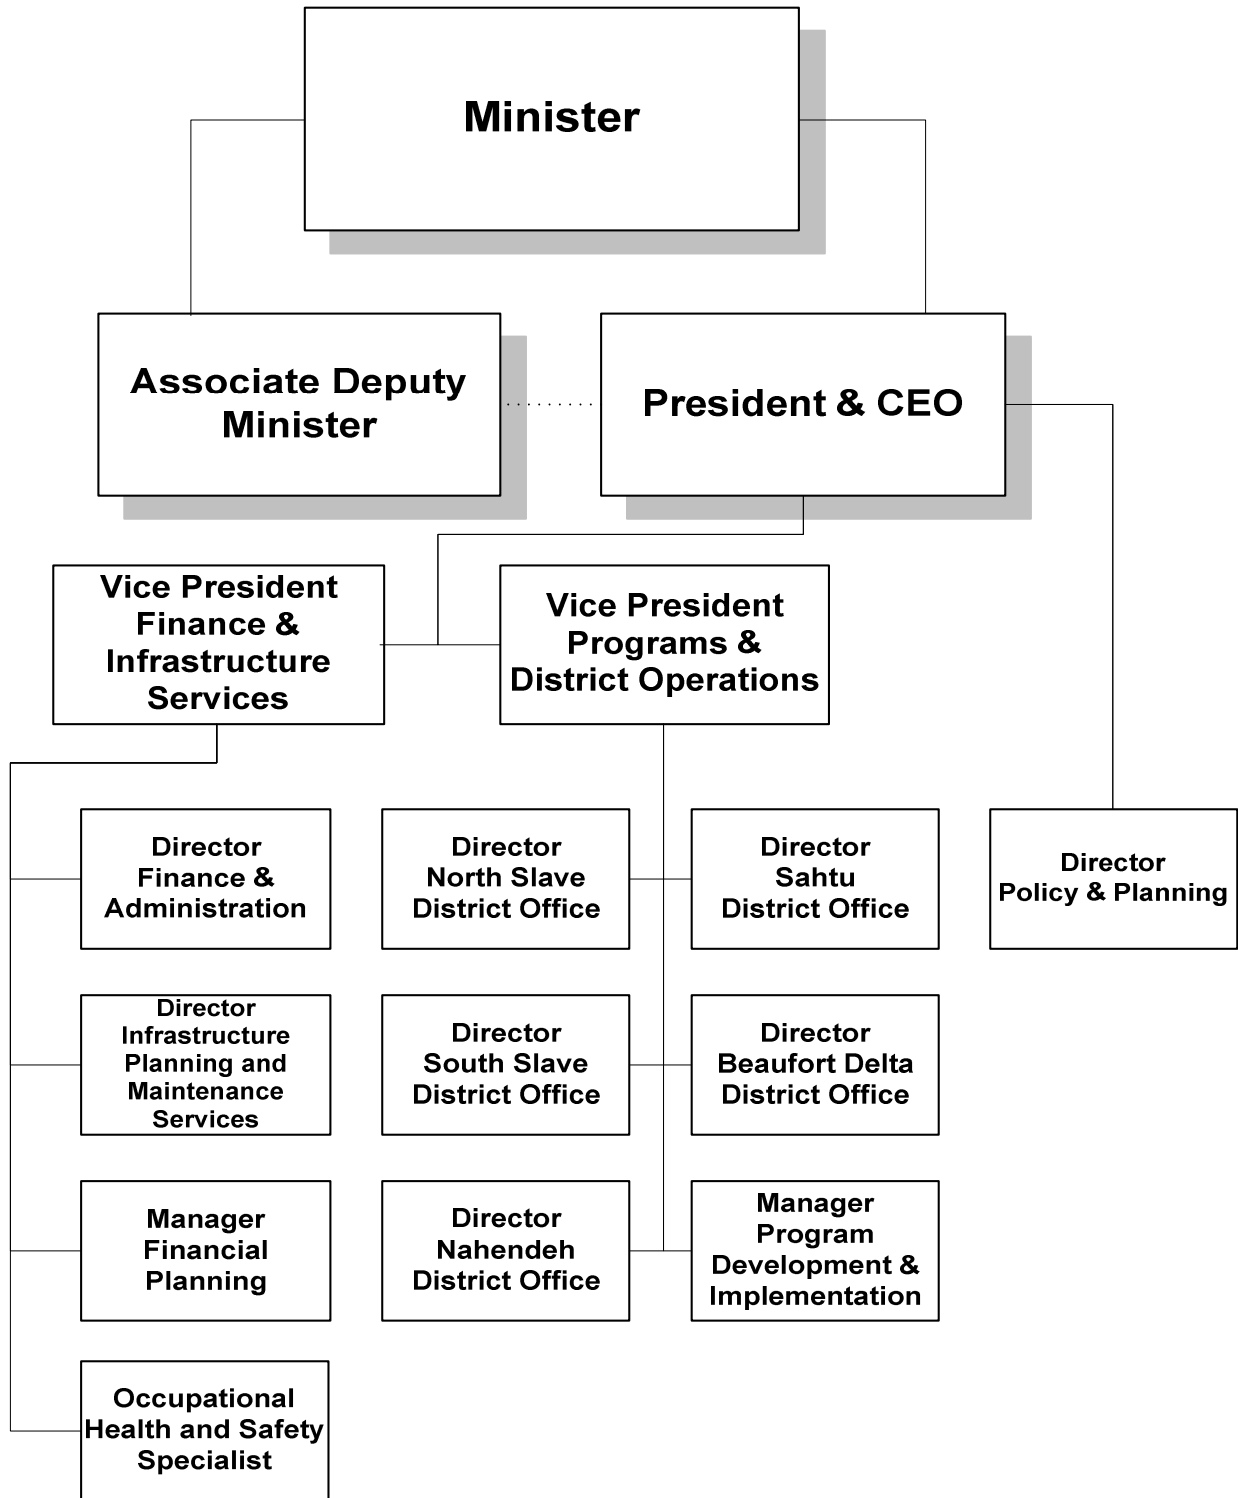 Minister
Associate Deputy
Minister
President & CEO
Vice President
Finance &
Infrastructure
Services
Vice President
Programs &
District Operations
Director
Finance &
Administration
Director
North Slave
District Office
Director
Sahtu
District Office
Director
Policy & Planning
Director
Infrastructure
Planning and
Maintenance
Services
Director
South Slave
District Office
Director
Beaufort Delta
District Office
Manager
Financial
Planning
Director
Nahendeh
District Office
Manager
Program
Development &
Implementation
Occupational
Health and Safety
Specialist